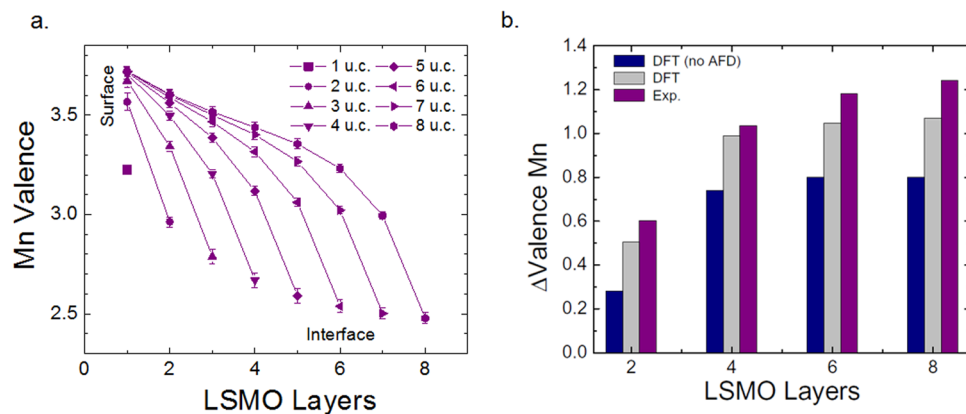 a.
b.
Mn Valence
3.5
3.0
2.5
Surface
1 u.c.
2 u.c.
3 u.c.
4 u.c.
5 u.c.
6 u.c.
7 u.c.
8 u.c.
Interface
0
2
4
6
8
LSMO Layers
ΔValence Mn
1.4
1.2
1.0
0.8
0.6
0.4
0.2
0.0
DFT (no AFD)
DFT
Exp.
2
4
6
8
LSMO Layers